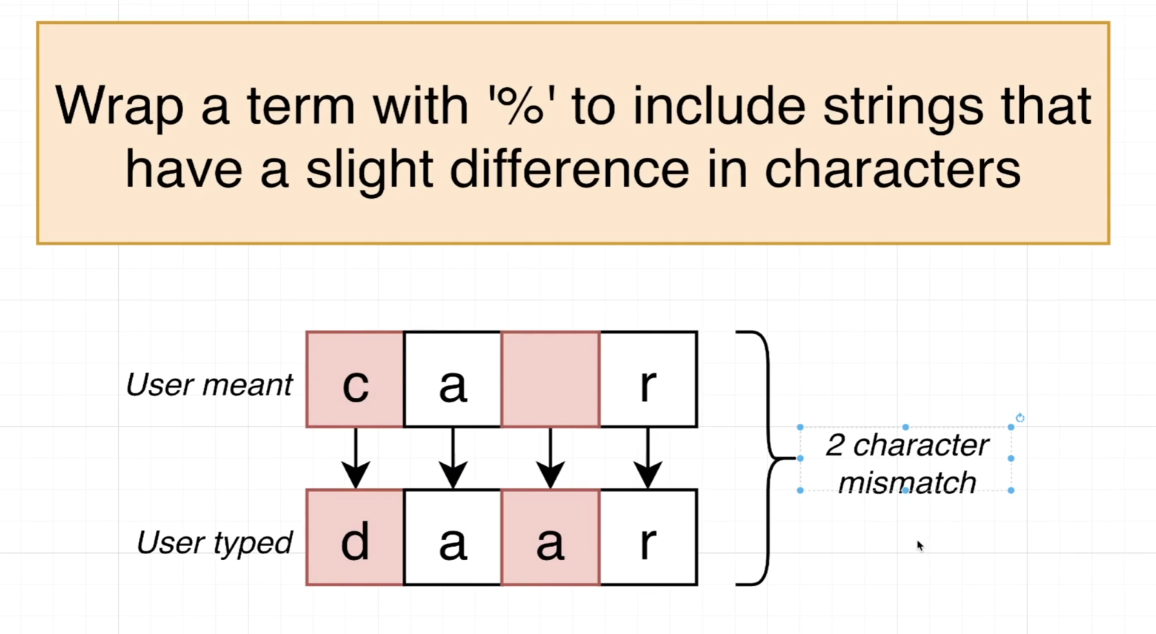 Wrap a term with '%' to include strings that
have a slight difference in characters
User meant c a r
2 character
mismatch
User typed d a a r